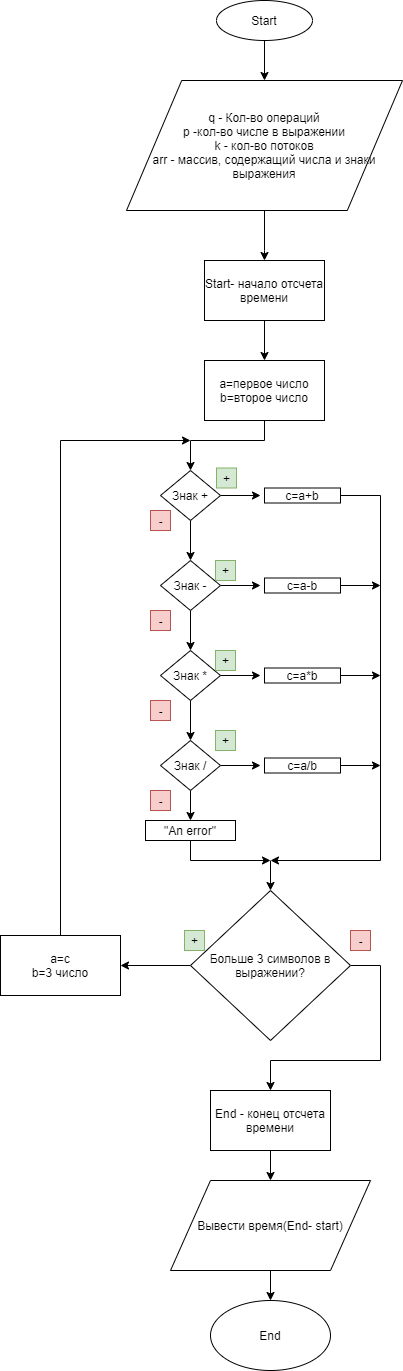 Start
q - Кол-во операций
p -кол-во числе в выражении
k - кол-во потоков
arr - массив, содержащий числа и знаки
выражения
Start- начало отсчета
времени
a=первое число
b=второе число
Знак +
+
c=a+b
-
Знак -
+
c=a-b
-
Знак *
+
c=a*b
-
Знак /
+
c=a/b
-
"An error"
Больше 3 символов в
выражении?
+
-
a=c
b=3 число
End - конец отсчета
времени
Вывести время(End- start)
End